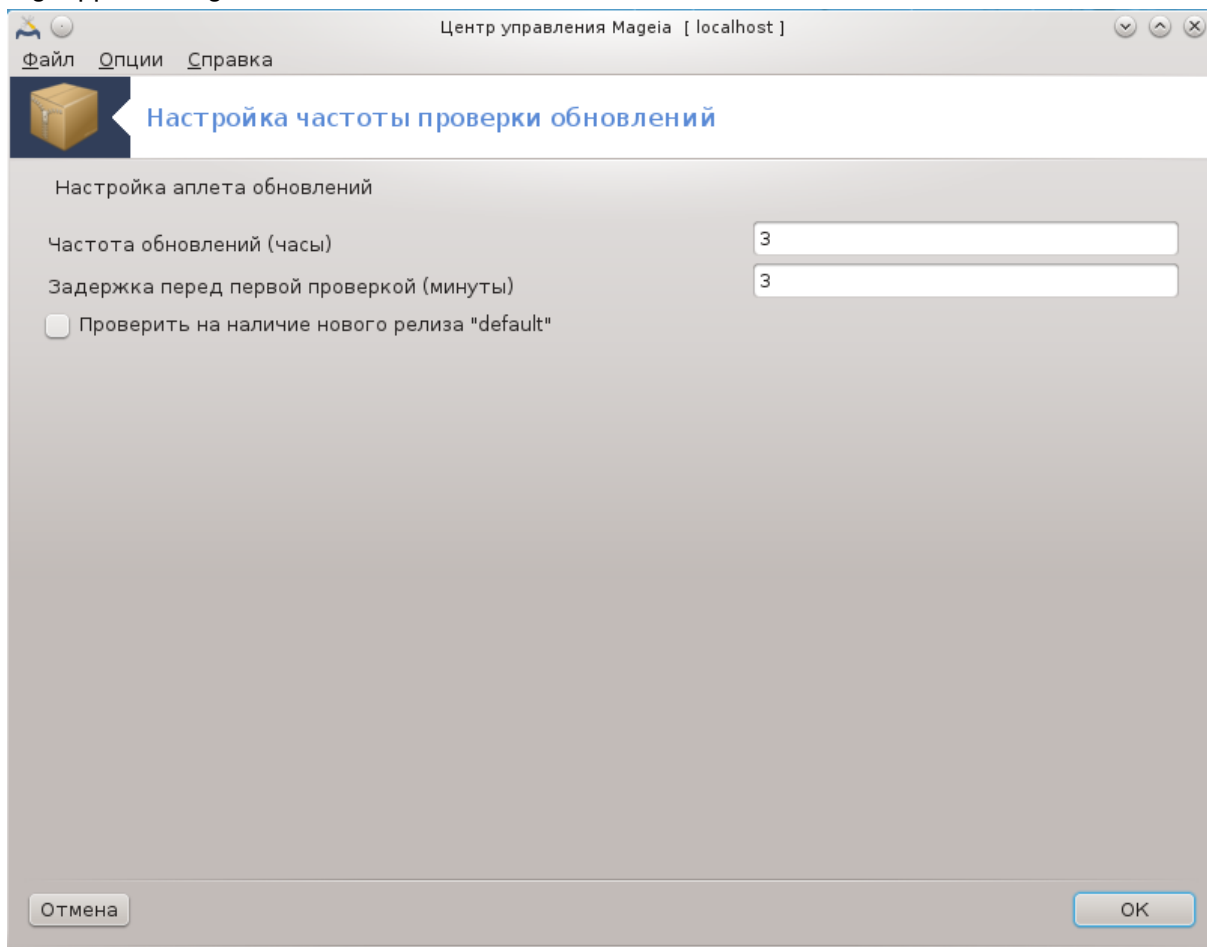 Центр управления Mageia [ localhost ]
Файл Опции Справка
Настройка частоты проверки обновлений
Настройка аплета обновлений
Частота обновлений (часы) 3
Задержка перед первой проверкой (минуты) 3
Проверить на наличие нового релиза "default"
Отмена OK